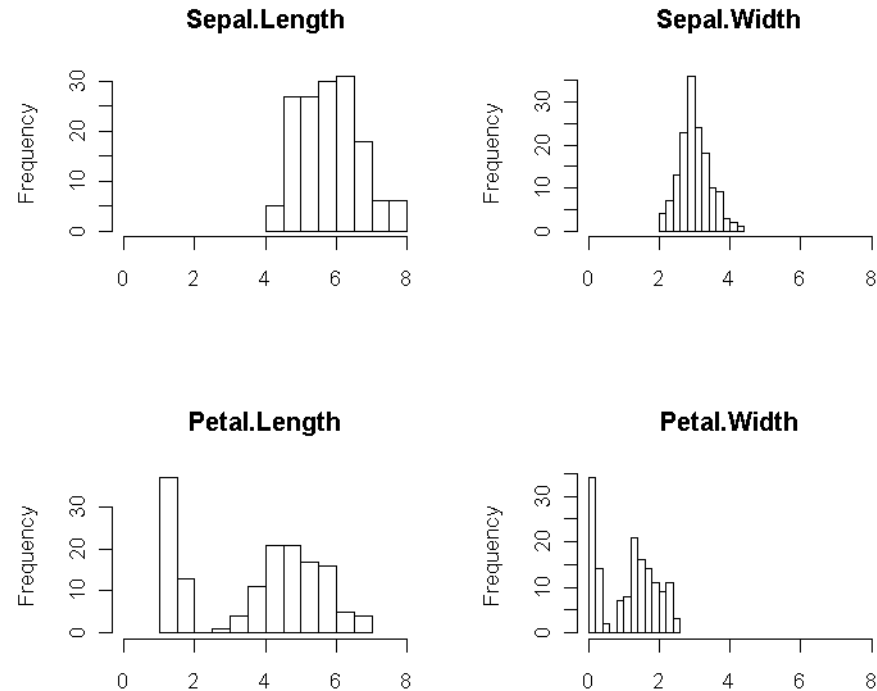 Sepal.Length
Frequency
0 10 20 30
0 2 4 6 8
Sepal.Width
Frequency
0 10 20 30
0 2 4 6 8
Petal.Length
Frequency
0 10 20 30
0 2 4 6 8
Petal.Width
Frequency
0 10 20 30
0 2 4 6 8